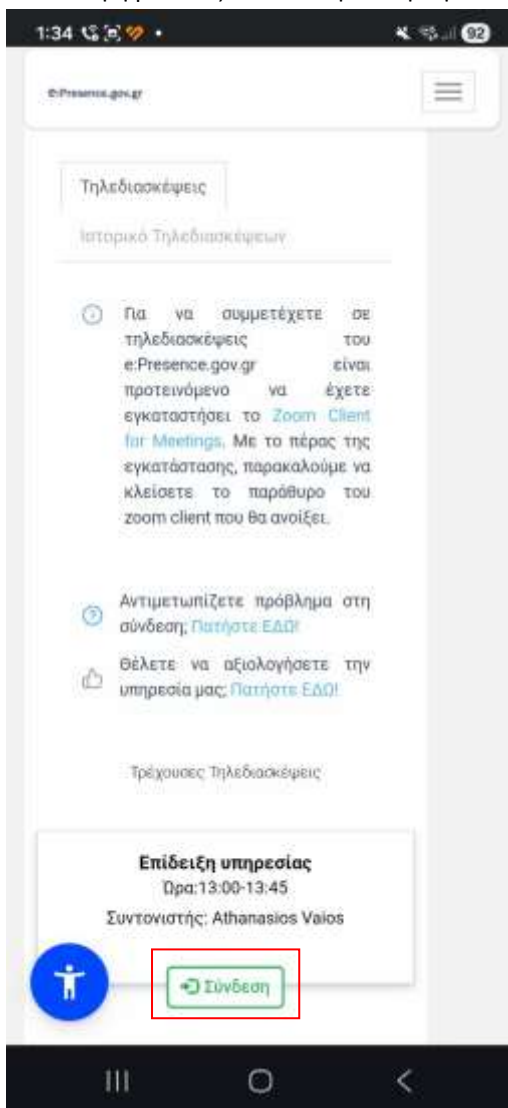 1:34
92
e:Presence.gov.gr
Τηλεδιασκέψεις
Ιστορικό Τηλεδιασκέψεων
Για να συμμετέχετε σε
τηλεδιασκέψεις του
e:Presence.gov.gr είναι
προτεινόμενο να έχετε
εγκαταστήσει το Zoom Client
for Meetings. Με το πέρας της
εγκατάστασης, παρακαλούμε να
κλείσετε το παράθυρο του
zoom client που θα ανοίξει.
Αντιμετωπίζετε πρόβλημα στη
σύνδεση; Πατήστε ΕΔΩ!
Θέλετε να αξιολογήσετε την
υπηρεσία μας; Πατήστε ΕΔΩ!
Τρέχουσες Τηλεδιασκέψεις
Επίδειξη υπηρεσίας
Ώρα:13:00-13:45
Συντονιστής: Athanasios Vaios
Σύνδεση